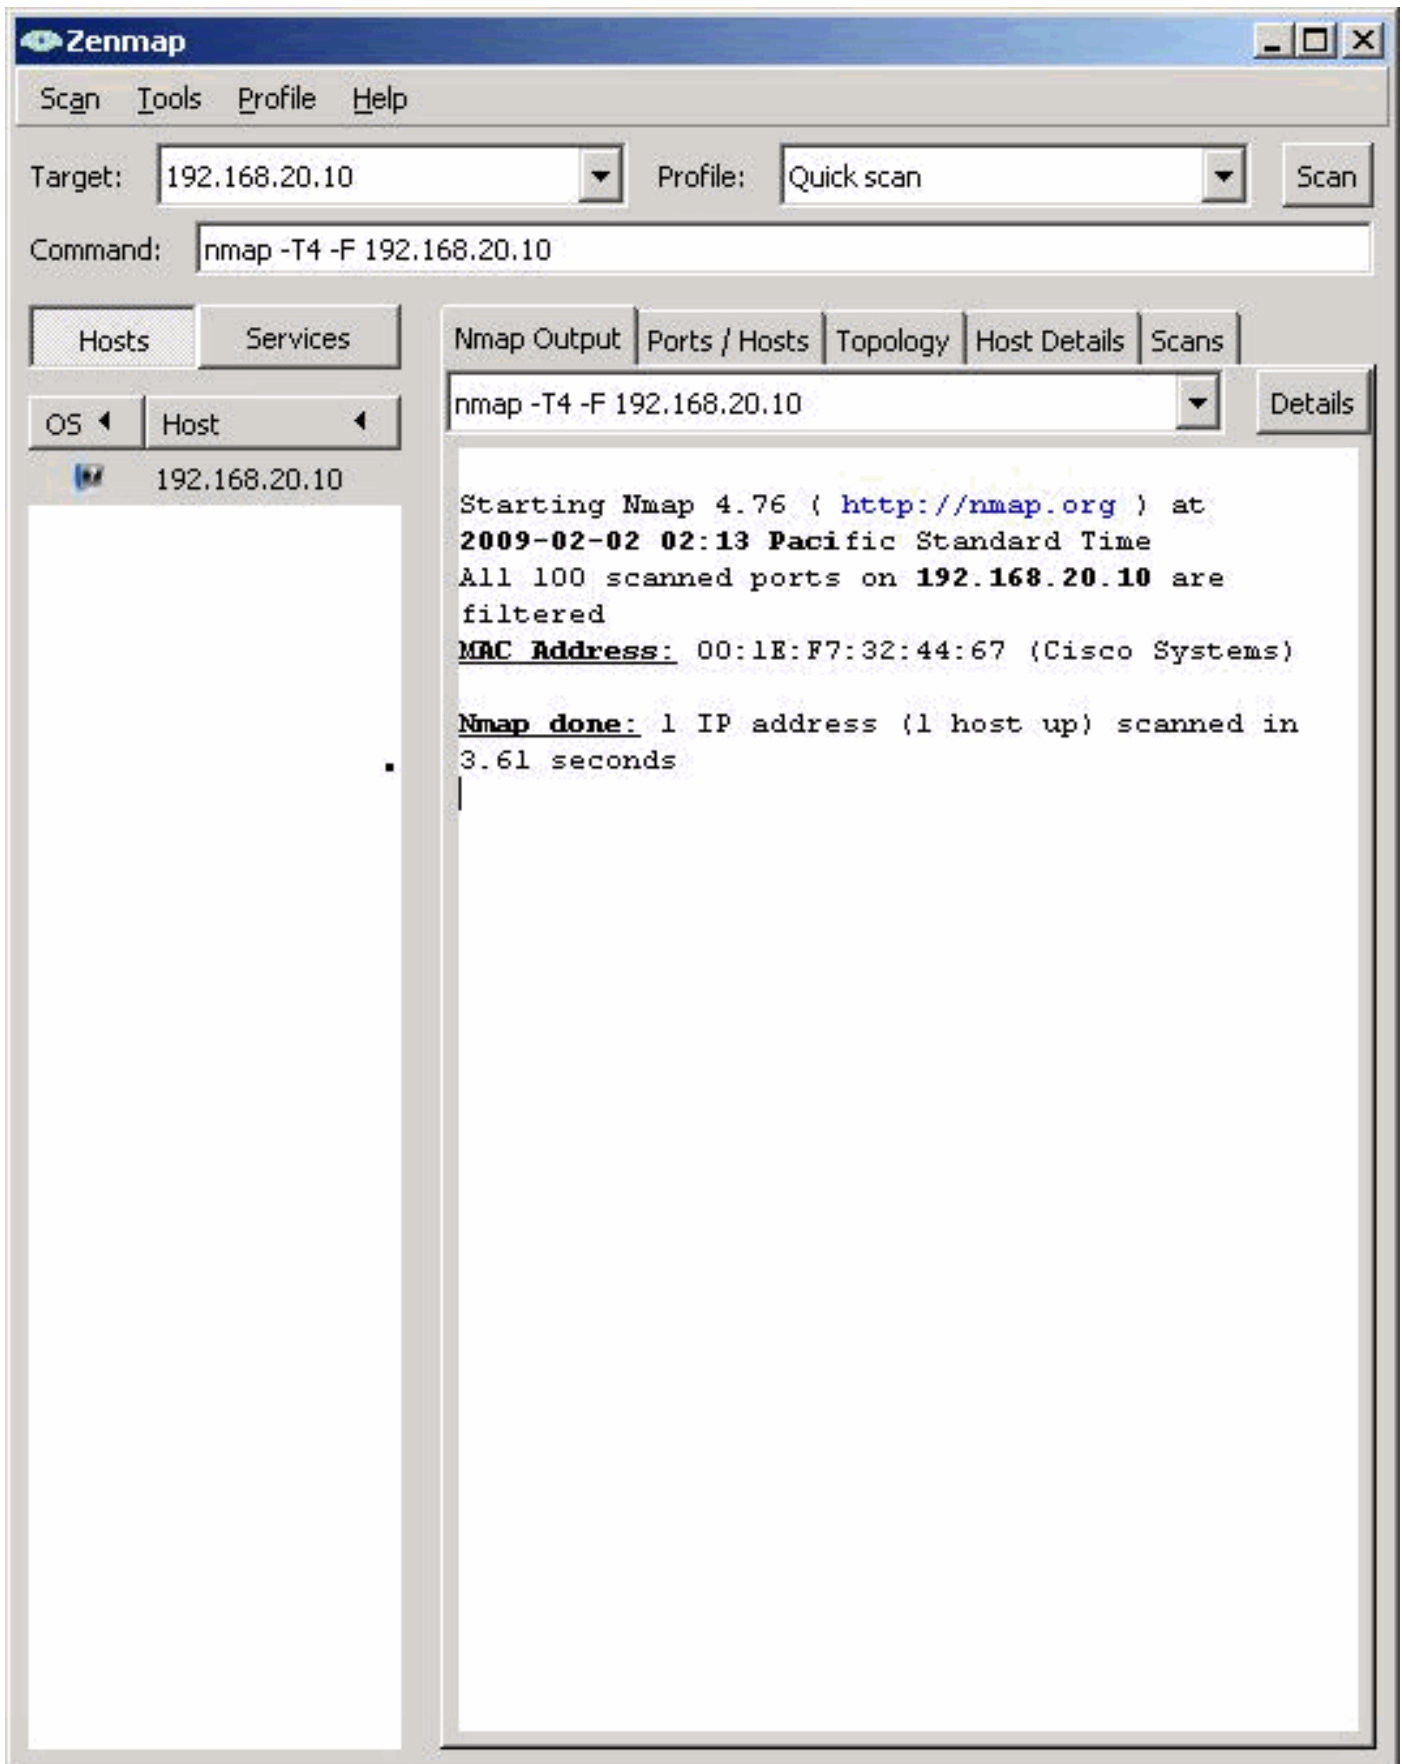 Zenmap
Scan Tools Profile Help
Target: 192.168.20.10 Profile: Quick scan Scan
Command: nmap -T4 -F 192.168.20.10
Hosts Services
OS Host
192.168.20.10
Nmap Output Ports / Hosts Topology Host Details Scans
nmap -T4 -F 192.168.20.10 Details
Starting Nmap 4.76 ( http://nmap.org ) at
2009-02-02 02:13 Pacific Standard Time
All 100 scanned ports on 192.168.20.10 are
filtered
MAC Address: 00:1E:F7:32:44:67 (Cisco Systems)
Nmap done: 1 IP address (1 host up) scanned in
3.61 seconds